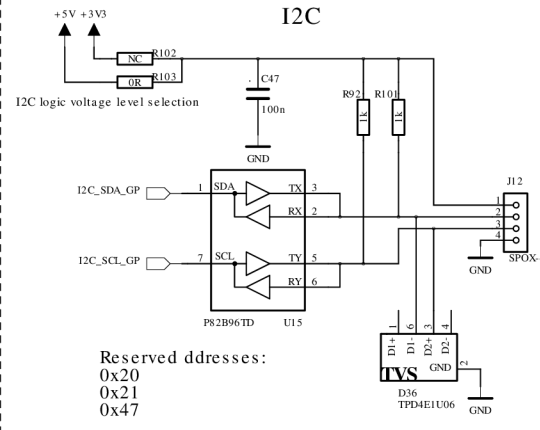 I2C
+5V +3V3
NC R102
0R R103
I2C logic voltage level selection
C47
100n
GND
R92 1k
R101 1k
J12
1
2
3
4
SPOX-
GND
I2C_SDA_GP 1 SDA TX 3
RX 2
I2C_SCL_GP 7 SCL TY 5
RY 6
P82B96TD U15
1 6 3 4
D1+ D1- D2+ D2-
GND 2
TVS
D36
TPD4E1U06
GND
Reserved ddresses:
0x20
0x21
0x47